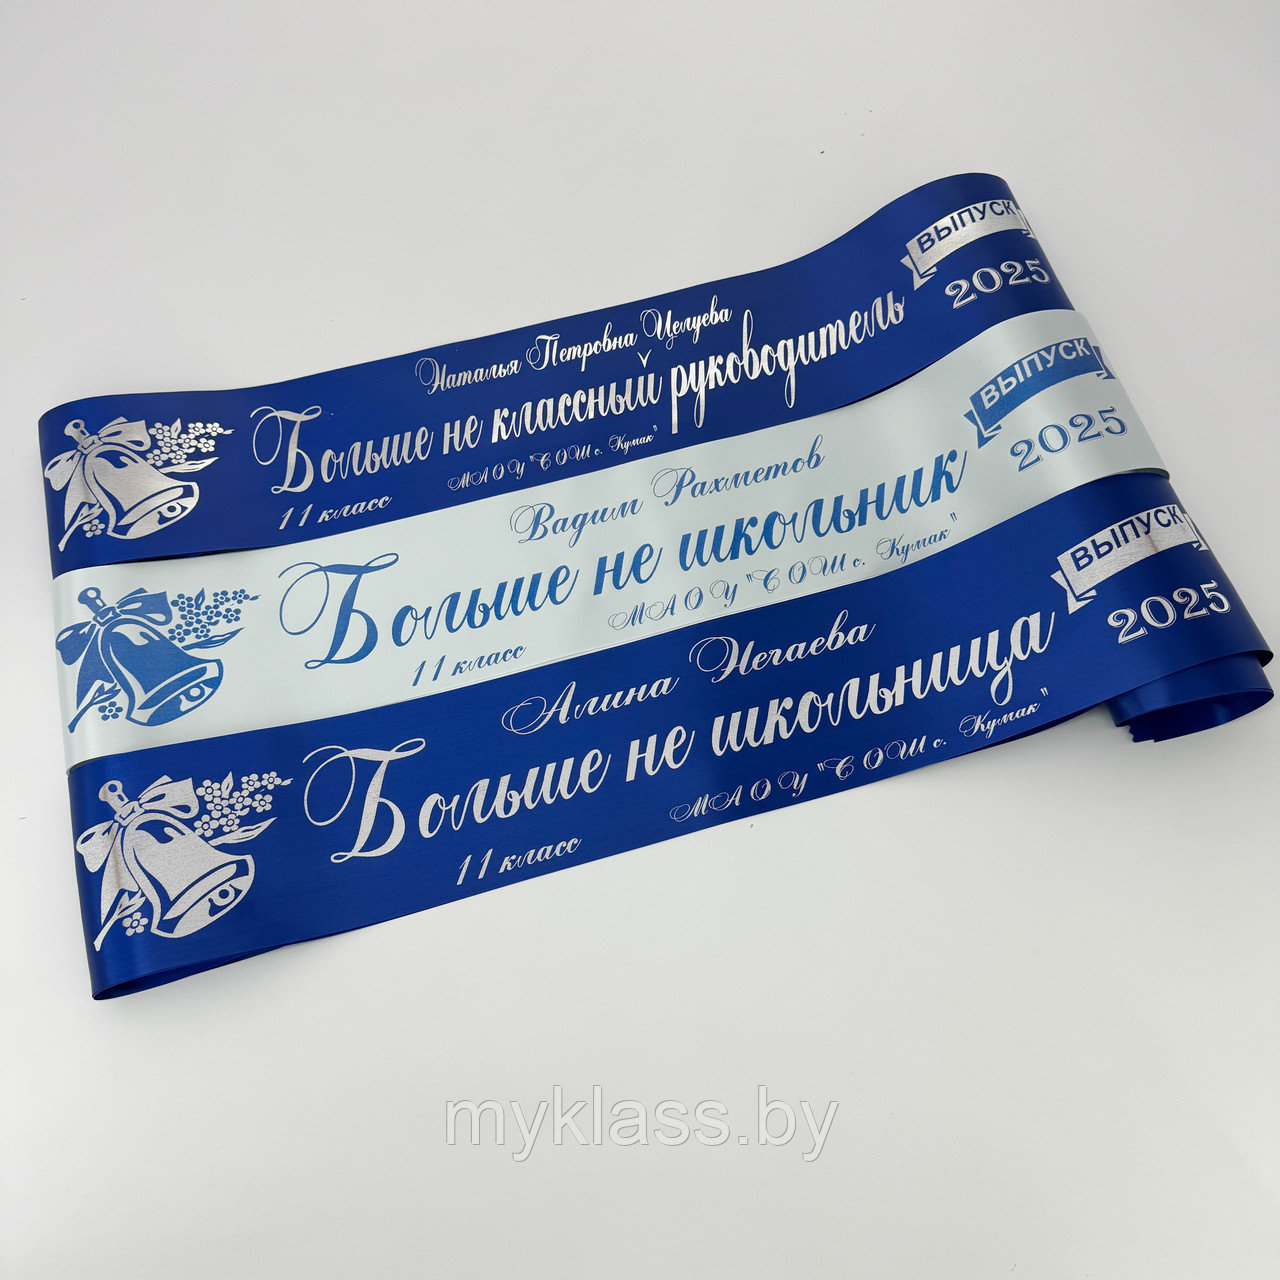 Наталья Петровна Целуева
Больше не классный руководитель
11 класс
МАОУ "СОШ с. Кумак"
ВЫПУСК
2025
Вадим Рахметов
Больше не школьник
11 класс
МАОУ "СОШ с. Кумак"
ВЫПУСК
2025
Алина Нечаева
Больше не школьница
11 класс
МАОУ "СОШ с. Кумак"
ВЫПУСК
2025
myklass.by